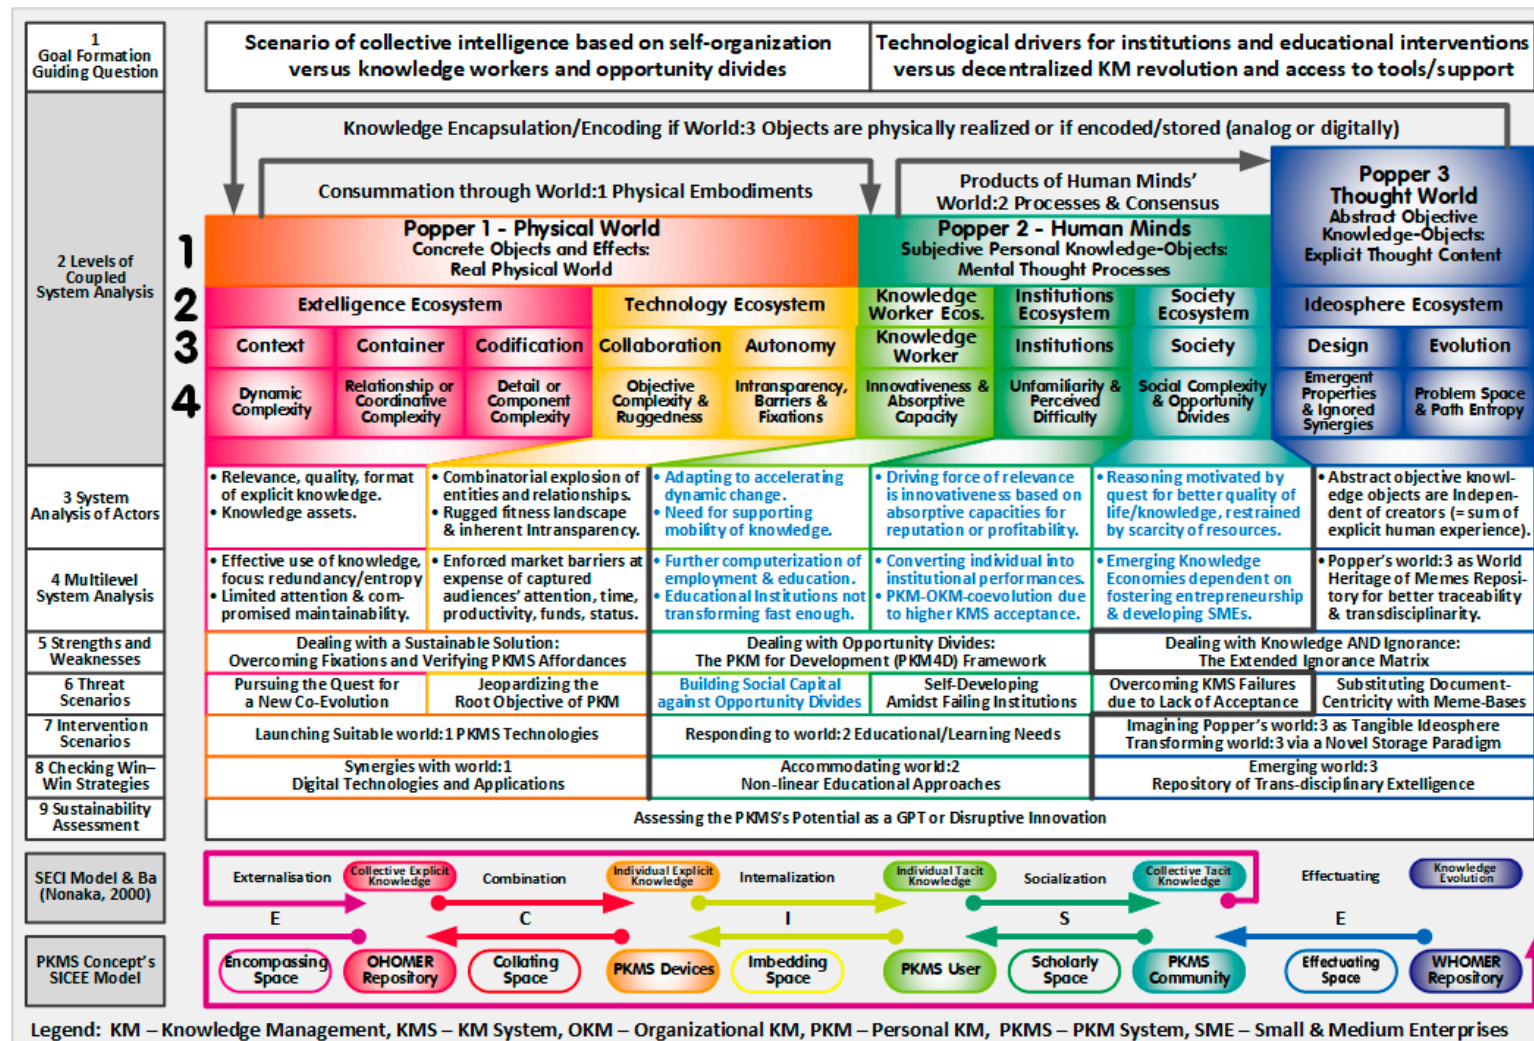 1
Goal Formation
Guiding Question
Scenario of collective intelligence based on self-organization
versus knowledge workers and opportunity divides
Technological drivers for institutions and educational interventions
versus decentralized KM revolution and access to tools/support
2 Levels of
Coupled
System Analysis
Knowledge Encapsulation/Encoding if World:3 Objects are physically realized or if encoded/stored (analog or digitally)
Consummation through World:1 Physical Embodiments
Products of Human Minds'
World:2 Processes & Consensus
1
Popper 1 - Physical World
Concrete Objects and Effects:
Real Physical World
Popper 2 - Human Minds
Subjective Personal Knowledge-Objects:
Mental Thought Processes
Popper 3
Thought World
Abstract Objective
Knowledge-Objects:
Explicit Thought Content
2
Extelligence Ecosystem
Technology Ecosystem
Knowledge
Worker Ecos.
Institutions
Ecosystem
Society
Ecosystem
Ideosphere Ecosystem
3
Context
Container
Codification
Collaboration
Autonomy
Knowledge
Worker
Institutions
Society
Design
Evolution
4
Dynamic
Complexity
Relationship or
Coordinative
Complexity
Detail or
Component
Complexity
Objective
Complexity &
Ruggedness
Intransparency,
Barriers &
Fixations
Innovativeness &
Absorptive
Capacity
Unfamiliarity &
Perceived
Difficulty
Social Complexity
& Opportunity
Divides
Emergent
Properties
& Ignored
Synergies
Problem Space
& Path Entropy
3 System
Analysis of Actors
• Relevance, quality, format
of explicit knowledge.
• Knowledge assets.
• Combinatorial explosion of
entities and relationships.
• Rugged fitness landscape
& inherent Intransparency.
• Adapting to accelerating
dynamic change.
• Need for supporting
mobility of knowledge.
• Driving force of relevance
is innovativeness based on
absorptive capacities for
reputation or profitability.
• Reasoning motivated by
quest for better quality of
life/knowledge, restrained
by scarcity of resources.
• Abstract objective knowl-
edge objects are Indepen-
dent of creators (= sum of
explicit human experience).
4 Multilevel
System Analysis
• Effective use of knowledge,
focus: redundancy/entropy
• Limited attention & com-
promised maintainability.
• Enforced market barriers at
expense of captured
audiences' attention, time,
productivity, funds, status.
• Further computerization of
employment & education.
• Educational Institutions not
transforming fast enough.
• Converting individual into
institutional performances.
• PKM-OKM-coevolution due
to higher KMS acceptance.
• Emerging Knowledge
Economies dependent on
fostering entrepreneurship
& developing SMEs.
• Popper's world:3 as World
Heritage of Memes Reposi-
tory for better traceability
& transdisciplinarity.
5 Strengths and
Weaknesses
Dealing with a Sustainable Solution:
Overcoming Fixations and Verifying PKMS Affordances
Dealing with Opportunity Divides:
The PKM for Development (PKM4D) Framework
Dealing with Knowledge AND Ignorance:
The Extended Ignorance Matrix
6 Threat
Scenarios
Pursuing the Quest for
a New Co-Evolution
Jeopardizing the
Root Objective of PKM
Building Social Capital
against Opportunity Divides
Self-Developing
Amidst Failing Institutions
Overcoming KMS Failures
due to Lack of Acceptance
Substituting Document-
Centricity with Meme-Bases
7 Intervention
Scenarios
Launching Suitable world:1 PKMS Technologies
Responding to world:2 Educational/Learning Needs
Imagining Popper's world:3 as Tangible Ideosphere
Transforming world:3 via a Novel Storage Paradigm
8 Checking Win–
Win Strategies
Synergies with world:1
Digital Technologies and Applications
Accommodating world:2
Non-linear Educational Approaches
Emerging world:3
Repository of Trans-disciplinary Extelligence
9 Sustainability
Assessment
Assessing the PKMS's Potential as a GPT or Disruptive Innovation
SECI Model & Ba
(Nonaka, 2000)
Externalisation
Collective Explicit
Knowledge
Combination
Individual Explicit
Knowledge
Internalization
Individual Tacit
Knowledge
Socialization
Collective Tacit
Knowledge
Effectuating
Knowledge
Evolution
E
C
I
S
E
PKMS Concept's
SICEE Model
Encompassing
Space
OHOMER
Repository
Collating
Space
PKMS Devices
Imbedding
Space
PKMS User
Scholarly
Space
PKMS
Community
Effectuating
Space
WHOMER
Repository
Legend: KM – Knowledge Management, KMS – KM System, OKM – Organizational KM, PKM – Personal KM, PKMS – PKM System, SME – Small & Medium Enterprises